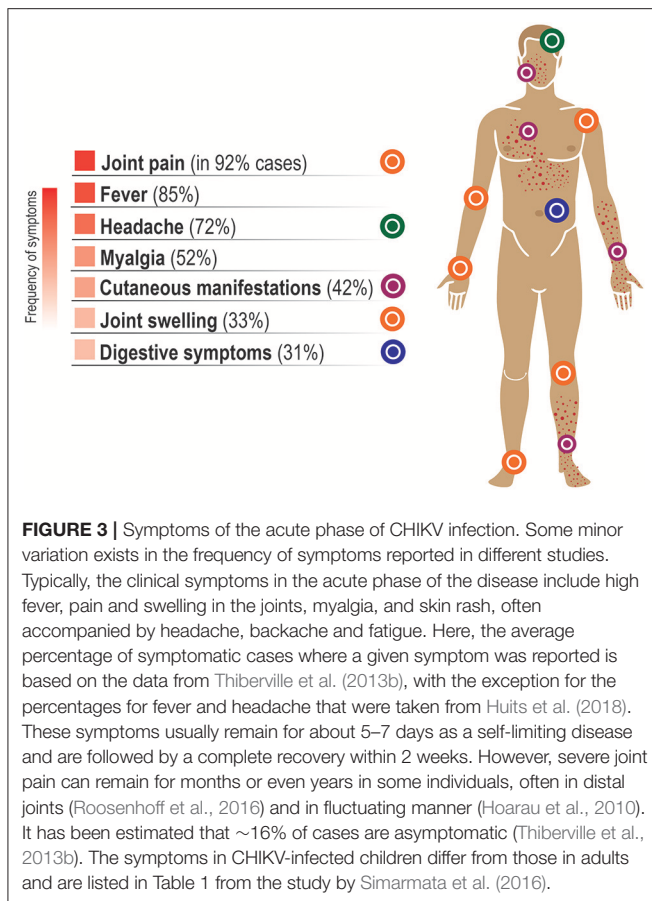 Frequency of symptoms
Joint pain (in 92% cases)
Fever (85%)
Headache (72%)
Myalgia (52%)
Cutaneous manifestations (42%)
Joint swelling (33%)
Digestive symptoms (31%)
FIGURE 3 | Symptoms of the acute phase of CHIKV infection. Some minor
variation exists in the frequency of symptoms reported in different studies.
Typically, the clinical symptoms in the acute phase of the disease include high
fever, pain and swelling in the joints, myalgia, and skin rash, often
accompanied by headache, backache and fatigue. Here, the average
percentage of symptomatic cases where a given symptom was reported is
based on the data from Thiberville et al. (2013b), with the exception for the
percentages for fever and headache that were taken from Huits et al. (2018).
These symptoms usually remain for about 5–7 days as a self-limiting disease
and are followed by a complete recovery within 2 weeks. However, severe joint
pain can remain for months or even years in some individuals, often in distal
joints (Roosenhoff et al., 2016) and in fluctuating manner (Hoarau et al., 2010).
It has been estimated that ~16% of cases are asymptomatic (Thiberville et al.,
2013b). The symptoms in CHIKV-infected children differ from those in adults
and are listed in Table 1 from the study by Simarmata et al. (2016).